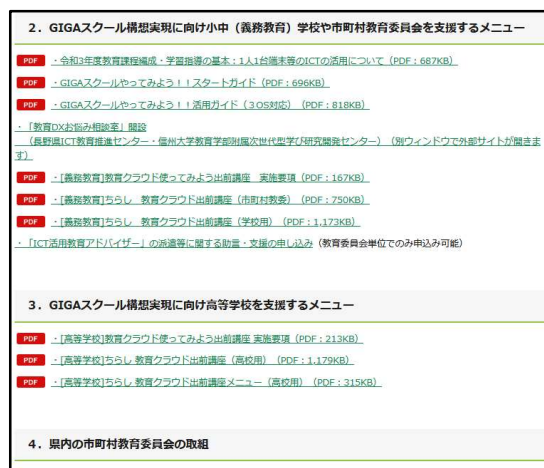 ２．GIGAスクール構想実現に向け小中（義務教育）学校や市町村教育委員会を支援するメニュー
PDF ・令和3年度教育課程編成・学習指導の基本：1人1台端末等のICTの活用について（PDF：687KB）
PDF ・GIGAスクールやってみよう！！スタートガイド（PDF：696KB）
PDF ・GIGAスクールやってみよう！！活用ガイド（３OS対応）（PDF：818KB）
・「教育DXお悩み相談室」開設
（長野県ICT教育推進センター・信州大学教育学部附属次世代型学び研究開発センター）（別ウィンドウで外部サイトが開きま
す）
PDF ・[義務教育]教育クラウド使ってみよう出前講座 実施要項（PDF：167KB）
PDF ・[義務教育]ちらし 教育クラウド出前講座（市町村教委）（PDF：750KB）
PDF ・[義務教育]ちらし 教育クラウド出前講座（学校用）（PDF：1,173KB）
・「ICT活用教育アドバイザー」の派遣等に関する助言・支援の申し込み（教育委員会単位でのみ申込み可能）
３．GIGAスクール構想実現に向け高等学校を支援するメニュー
PDF ・[高等学校]教育クラウド使ってみよう出前講座 実施要項（PDF：213KB）
PDF ・[高等学校]ちらし 教育クラウド出前講座（高校用）（PDF：1,179KB）
PDF ・[高等学校]ちらし 教育クラウド出前講座メニュー（高校用）（PDF：315KB）
４．県内の市町村教育委員会の取組